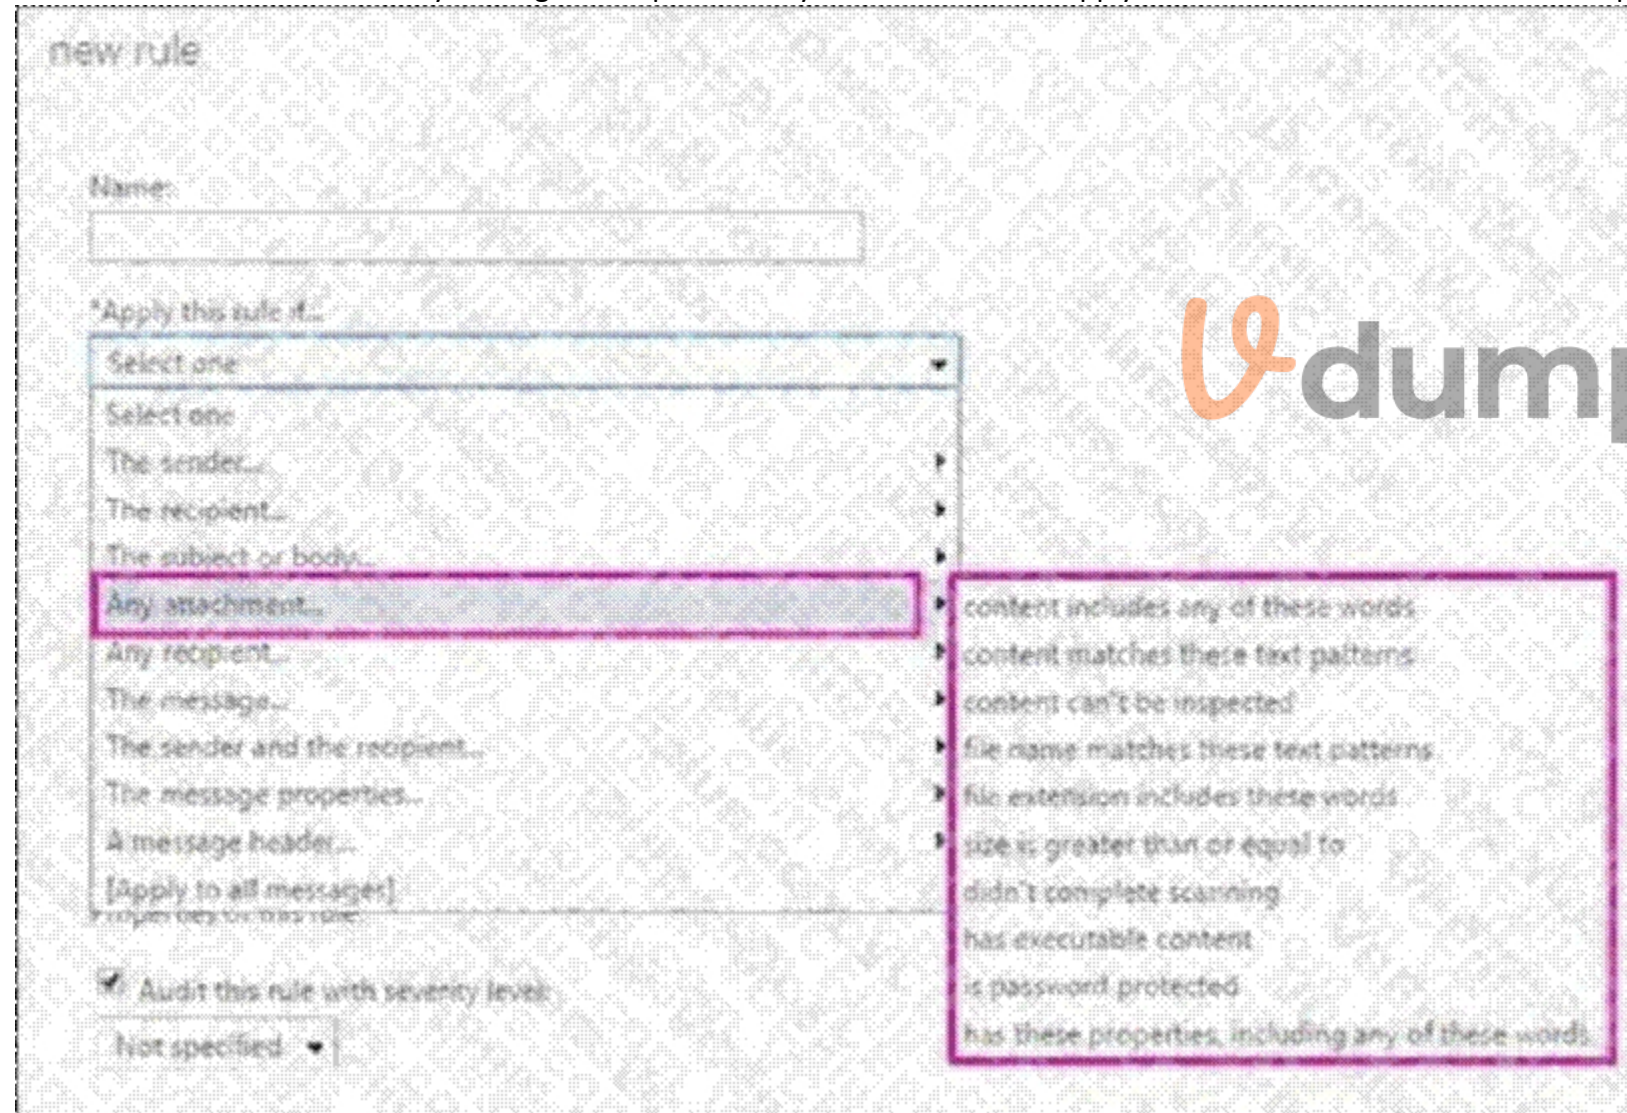 new rule
Name:
*Apply this rule if...
Select one
Select one
The sender...
The recipient...
The subject or body...
Any attachment...
content includes any of these words
Any recipient...
content matches these text patterns
The message...
content can't be inspected
The sender and the recipient...
file name matches these text patterns
The message properties...
file extension includes these words
A message header...
size is greater than or equal to
[Apply to all messages]
didn't complete scanning
Properties of this rule:
has executable content
Audit this rule with severity level:
is password protected
Not specified
has these properties, including any of these words
dump